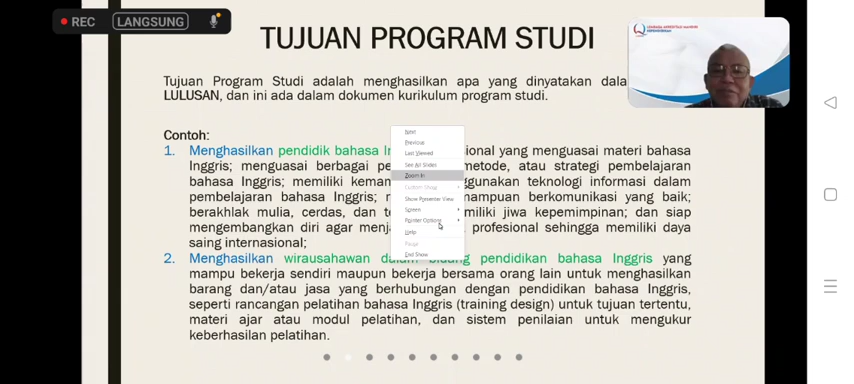 REC LANGSUNG
TUJUAN PROGRAM STUDI
LEMBAGA AKREDITASI MANDIRI
KEPENDIDIKAN
Tujuan Program Studi adalah menghasilkan apa yang dinyatakan
LULUSAN, dan ini ada dalam dokumen kurikulum program studi.
Contoh:
1. Menghasilkan pendidik bahasa yang menguasai materi bahasa
Inggris; menguasai berbagai metode, atau strategi pembelajaran
bahasa Inggris; memiliki teknologi informasi dalam
pembelajaran bahasa Inggris; berkomunikasi yang baik;
berakhlak mulia, cerdas, dan jiwa kepemimpinan; dan siap
mengembangkan diri agar profesional sehingga memiliki daya
saing internasional;
2. Menghasilkan wirausahawan dalam bidang pendidikan bahasa Inggris yang
mampu bekerja sendiri maupun bekerja bersama orang lain untuk menghasilkan
barang dan/atau jasa yang berhubungan dengan pendidikan bahasa Inggris,
seperti rancangan pelatihan bahasa Inggris (training design) untuk tujuan tertentu,
materi ajar atau modul pelatihan, dan sistem penilaian untuk mengukur
keberhasilan pelatihan.
Next
Previous
Last Viewed
See All Slides
Zoom In
Custom Show
Show Presenter View
Screen
Pointer Options
Help
Pause
End Show